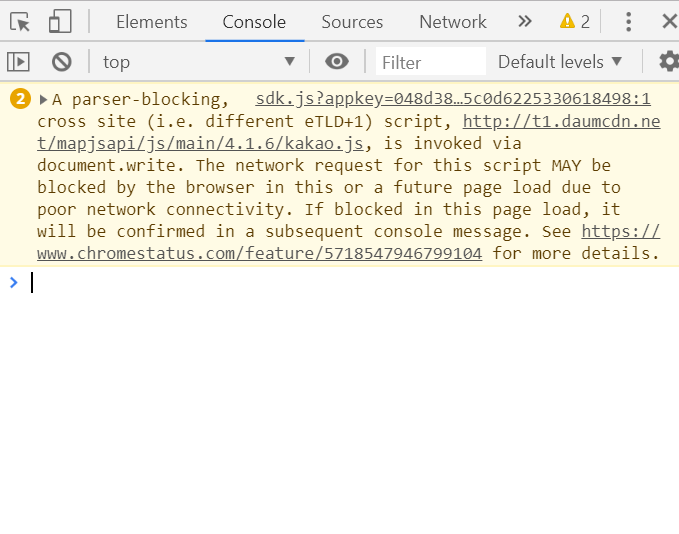 Elements Console Sources Network » 2
top ▼ Filter Default levels ▼
2 ▶A parser-blocking, sdk.js?appkey=048d38…5c0d6225330618498:1
cross site (i.e. different eTLD+1) script, http://t1.daumcdn.ne
t/mapjsapi/js/main/4.1.6/kakao.js, is invoked via
document.write. The network request for this script MAY be
blocked by the browser in this or a future page load due to
poor network connectivity. If blocked in this page load, it
will be confirmed in a subsequent console message. See https://
www.chromestatus.com/feature/5718547946799104 for more details.